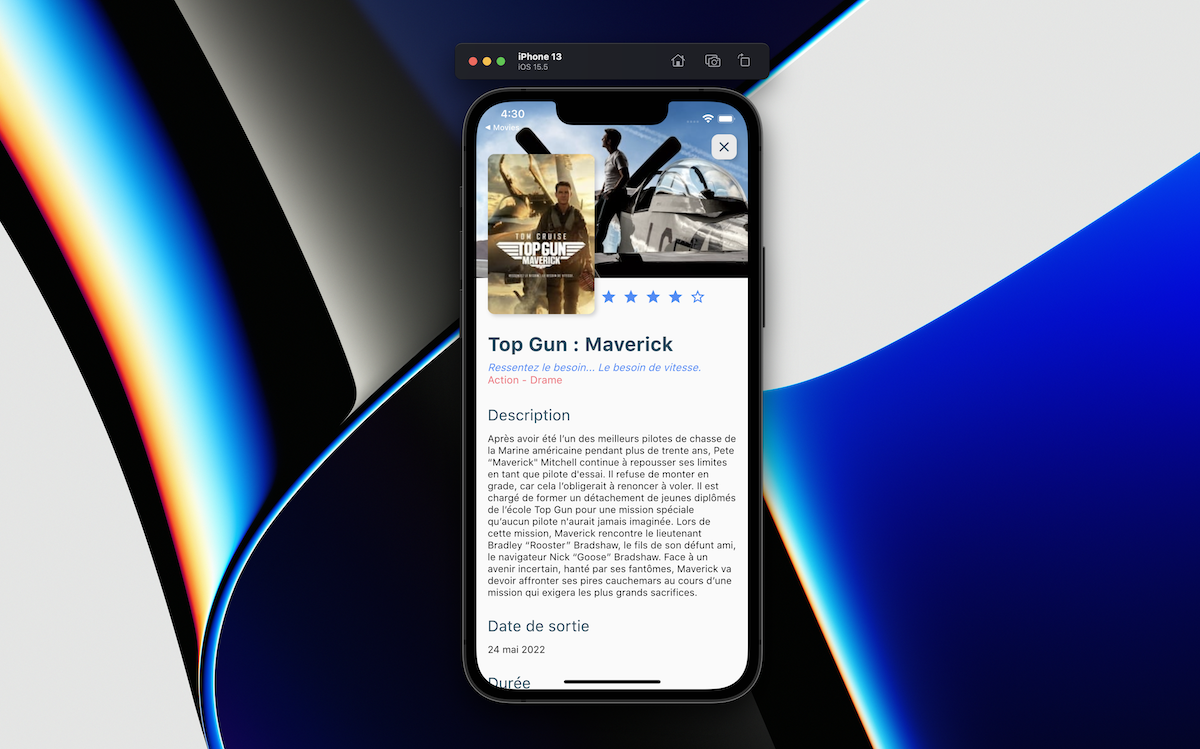 iPhone 13
iOS 15.5
4:30
◀ Movies
TOM CRUISE
TOP GUN
MAVERICK
Top Gun : Maverick
Ressentez le besoin... Le besoin de vitesse.
Action - Drame
Description
Après avoir été l’un des meilleurs pilotes de chasse de
la Marine américaine pendant plus de trente ans, Pete
“Maverick" Mitchell continue à repousser ses limites
en tant que pilote d'essai. Il refuse de monter en
grade, car cela l’obligerait à renoncer à voler. Il est
chargé de former un détachement de jeunes diplômés
de l’école Top Gun pour une mission spéciale
qu'aucun pilote n'aurait jamais imaginée. Lors de
cette mission, Maverick rencontre le lieutenant
Bradley “Rooster” Bradshaw, le fils de son défunt ami,
le navigateur Nick “Goose” Bradshaw. Face à un
avenir incertain, hanté par ses fantômes, Maverick va
devoir affronter ses pires cauchemars au cours d’une
mission qui exigera les plus grands sacrifices.
Date de sortie
24 mai 2022
Durée